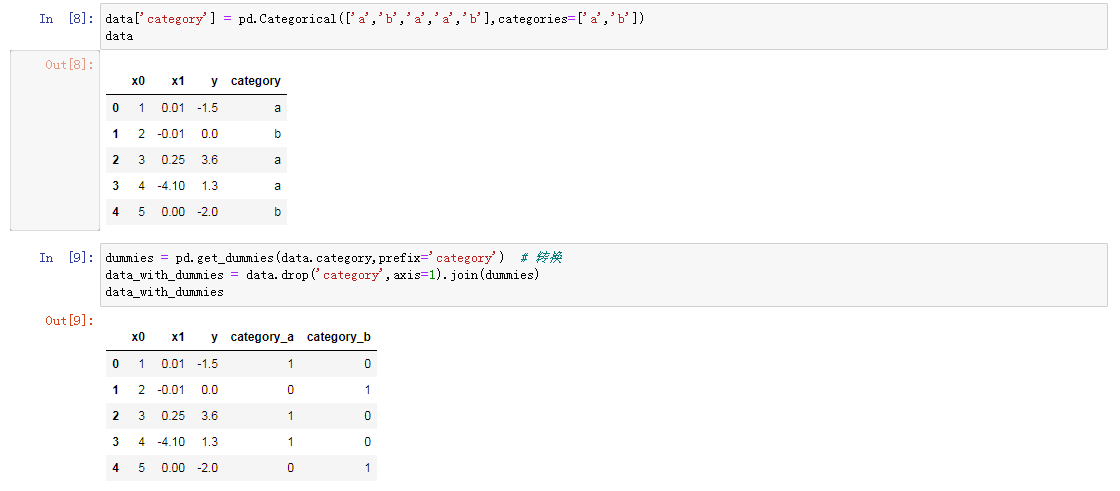 In [8]: data['category'] = pd.Categorical(['a','b','a','a','b'],categories=['a','b'])
data
Out[8]:
x0 x1 y category
0 1 0.01 -1.5 a
1 2 -0.01 0.0 b
2 3 0.25 3.6 a
3 4 -4.10 1.3 a
4 5 0.00 -2.0 b
In [9]: dummies = pd.get_dummies(data.category,prefix='category') # 转换
data_with_dummies = data.drop('category',axis=1).join(dummies)
data_with_dummies
Out[9]:
x0 x1 y category_a category_b
0 1 0.01 -1.5 1 0
1 2 -0.01 0.0 0 1
2 3 0.25 3.6 1 0
3 4 -4.10 1.3 1 0
4 5 0.00 -2.0 0 1